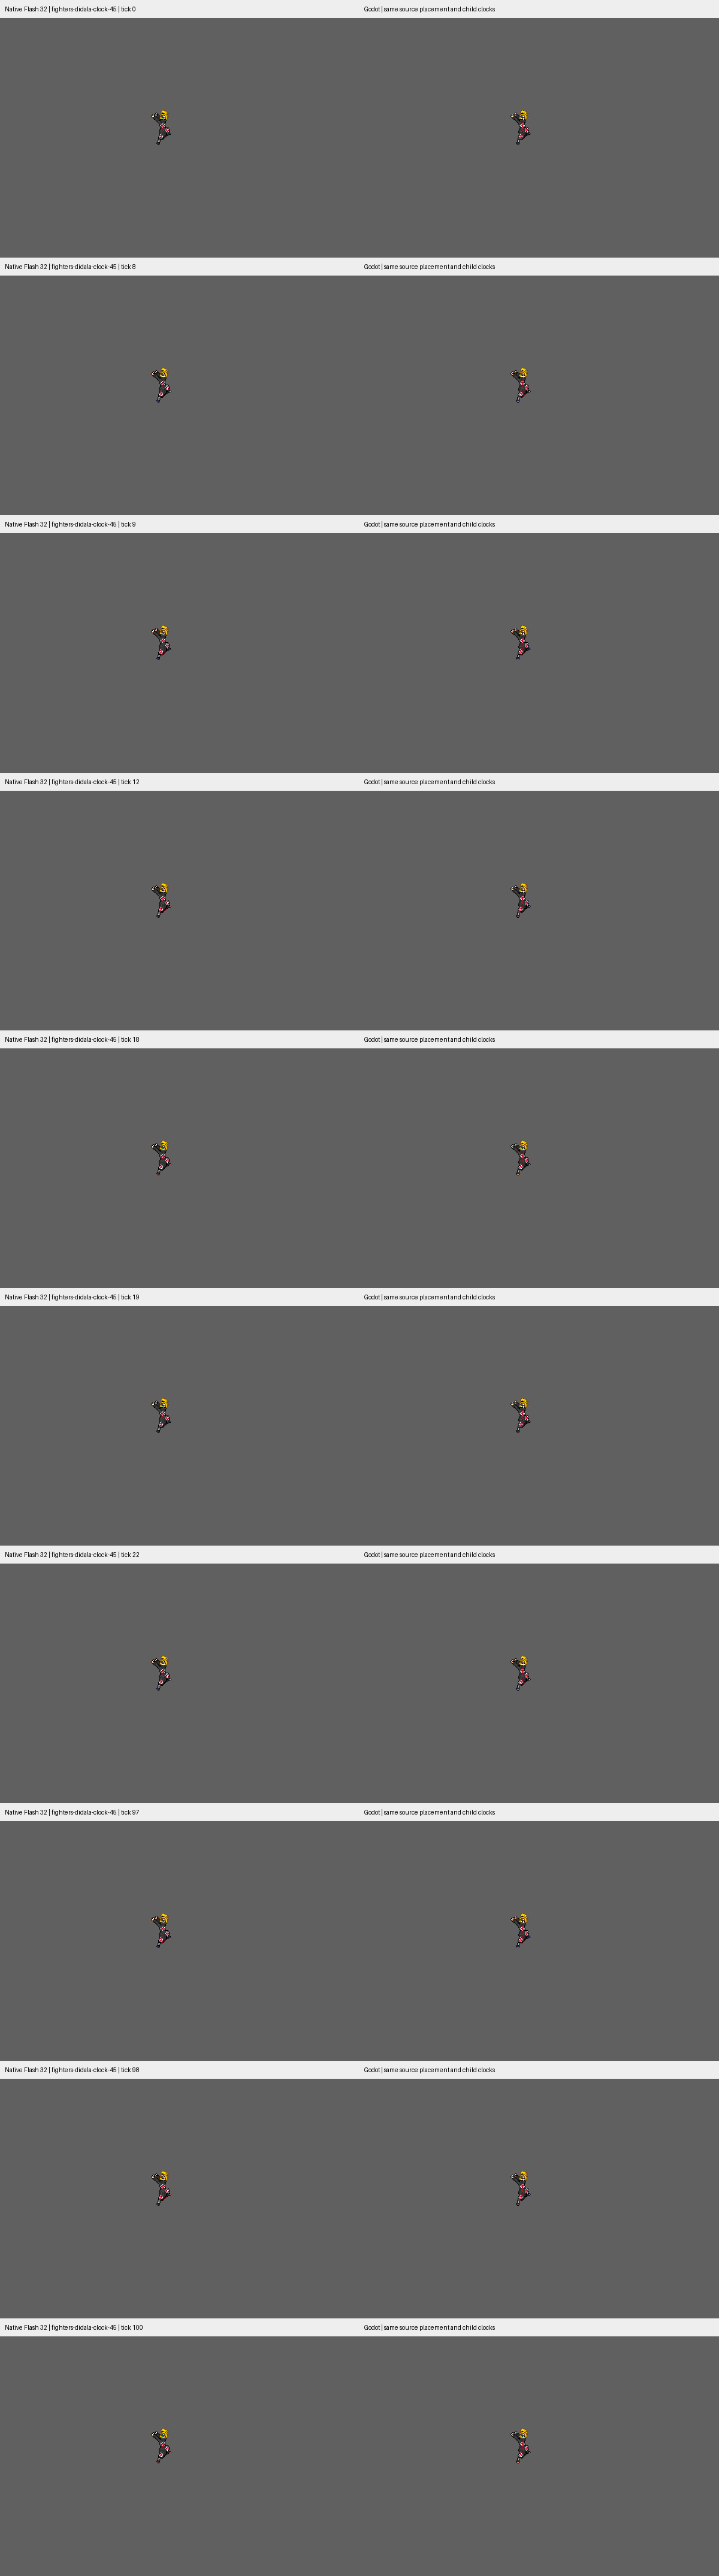 Native Flash 32 | fighters-didala-clock-45 | tick 0 Godot | same source placement and child clocks
Native Flash 32 | fighters-didala-clock-45 | tick 8 Godot | same source placement and child clocks
Native Flash 32 | fighters-didala-clock-45 | tick 9 Godot | same source placement and child clocks
Native Flash 32 | fighters-didala-clock-45 | tick 12 Godot | same source placement and child clocks
Native Flash 32 | fighters-didala-clock-45 | tick 18 Godot | same source placement and child clocks
Native Flash 32 | fighters-didala-clock-45 | tick 19 Godot | same source placement and child clocks
Native Flash 32 | fighters-didala-clock-45 | tick 22 Godot | same source placement and child clocks
Native Flash 32 | fighters-didala-clock-45 | tick 97 Godot | same source placement and child clocks
Native Flash 32 | fighters-didala-clock-45 | tick 98 Godot | same source placement and child clocks
Native Flash 32 | fighters-didala-clock-45 | tick 100 Godot | same source placement and child clocks